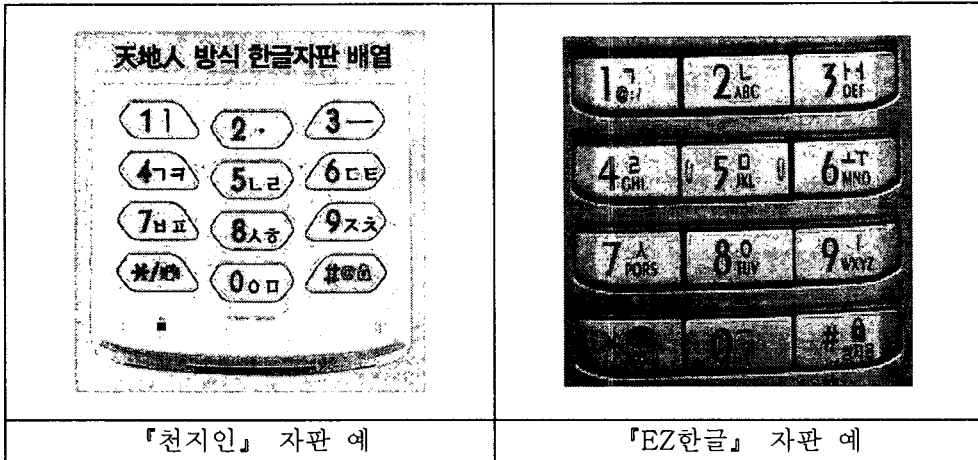 天地人 방식 한글자판 배열
1ㅣ 2· 3ㅡ
4ㄱㅋ 5ㄴㄹ 6ㄷㅌ
7ㅂㅍ 8ㅅㅎ 9ㅈㅊ
0ㅇㅁ
1ㄱ 2ㄴ ABC 3ㅏㅓ DEF
4ㄹ GHI 5ㅁ JKL 6ㅗㅜ MNO
7ㅅ PQRS 8ㅇ TUV 9ㅣ WXYZ
#
『천지인』 자판 예
『EZ한글』 자판 예